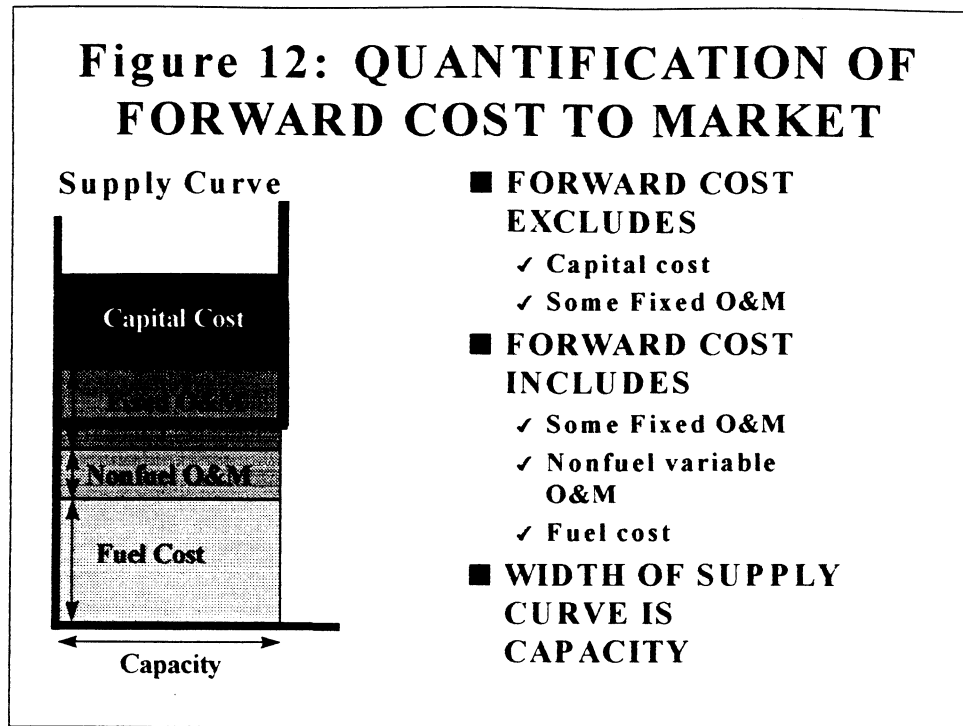 Figure 12: QUANTIFICATION OF
FORWARD COST TO MARKET
Supply Curve
Capital Cost
Fixed O&M
Nonfuel O&M
Fuel Cost
Capacity
■ FORWARD COST
EXCLUDES
✓ Capital cost
✓ Some Fixed O&M
■ FORWARD COST
INCLUDES
✓ Some Fixed O&M
✓ Nonfuel variable
O&M
✓ Fuel cost
■ WIDTH OF SUPPLY
CURVE IS
CAPACITY